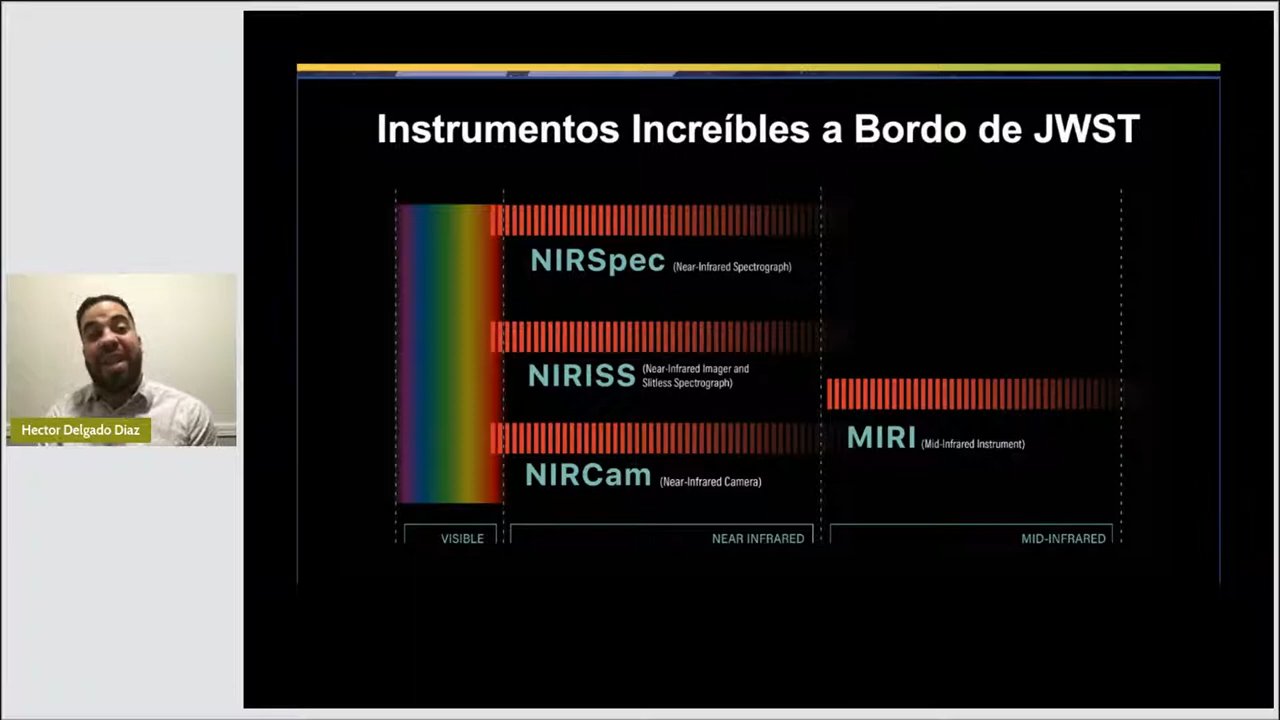 Instrumentos Increíbles a Bordo de JWST
NIRSpec (Near-Infrared Spectrograph)
NIRISS (Near-Infrared Imager and
Slitless Spectrograph)
MIRI (Mid-Infrared Instrument)
NIRCam (Near-Infrared Camera)
VISIBLE
NEAR INFRARED
MID-INFRARED
Hector Delgado Diaz